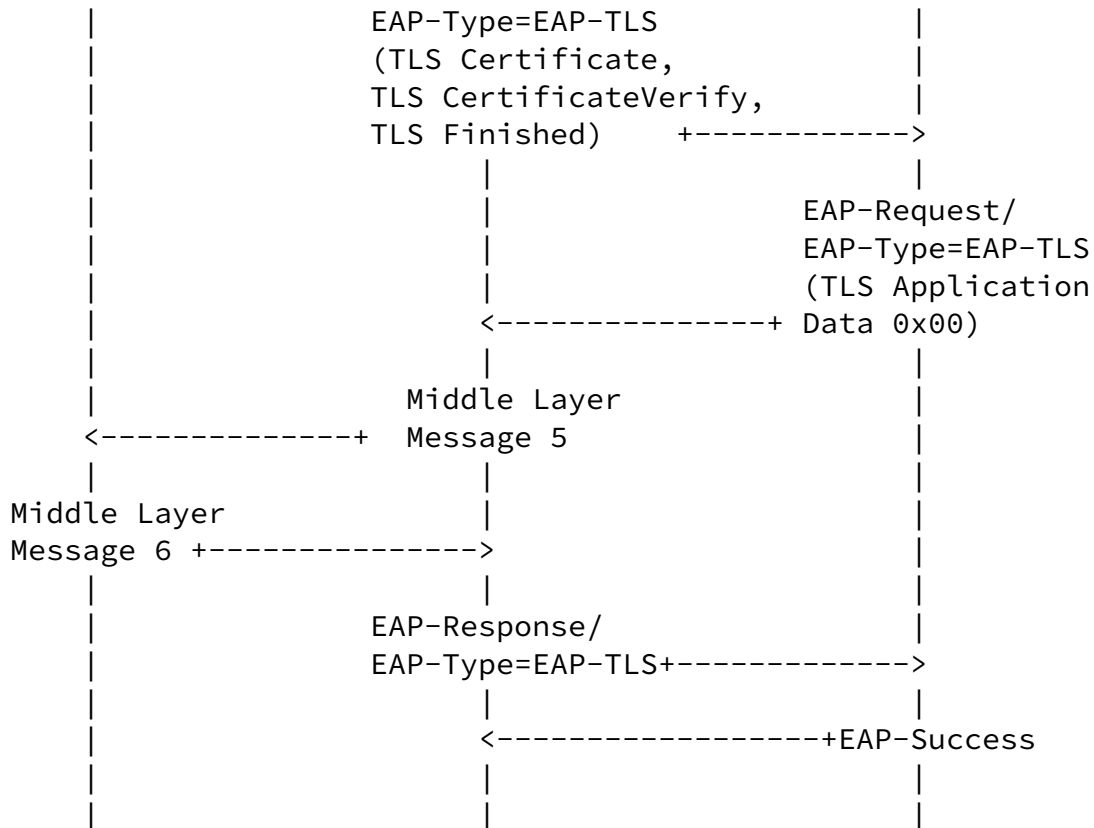 EAP-Type=EAP-TLS
(TLS Certificate,
TLS CertificateVerify,
TLS Finished)
EAP-Request/
EAP-Type=EAP-TLS
(TLS Application
Data 0x00)
Middle Layer
Message 5
Middle Layer
Message 6
EAP-Response/
EAP-Type=EAP-TLS
EAP-Success